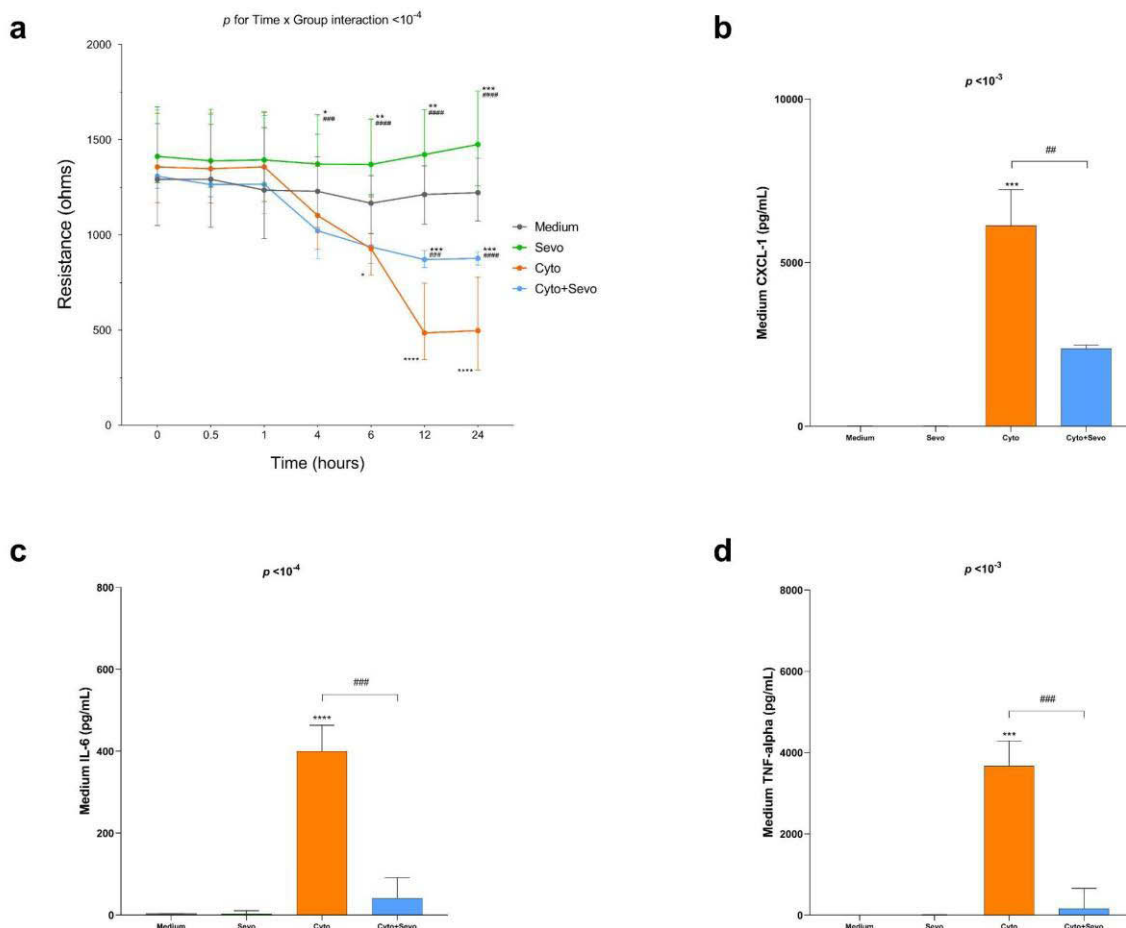 a
p for Time x Group interaction <10⁻⁴
2000
1500
1000
500
0
Resistance (ohms)
0 0.5 1 4 6 12 24
Time (hours)
*
###
**
####
**
####
***
####
*
***
###
***
####
****
****
Medium
Sevo
Cyto
Cyto+Sevo
b
p <10⁻³
10000
5000
0
Medium CXCL-1 (pg/mL)
##
***
Medium Sevo Cyto Cyto+Sevo
c
p <10⁻⁴
800
600
400
200
0
Medium IL-6 (pg/mL)
###
****
Medium Sevo Cyto Cyto+Sevo
d
p <10⁻³
8000
6000
4000
2000
0
Medium TNF-alpha (pg/mL)
###
***
Medium Sevo Cyto Cyto+Sevo